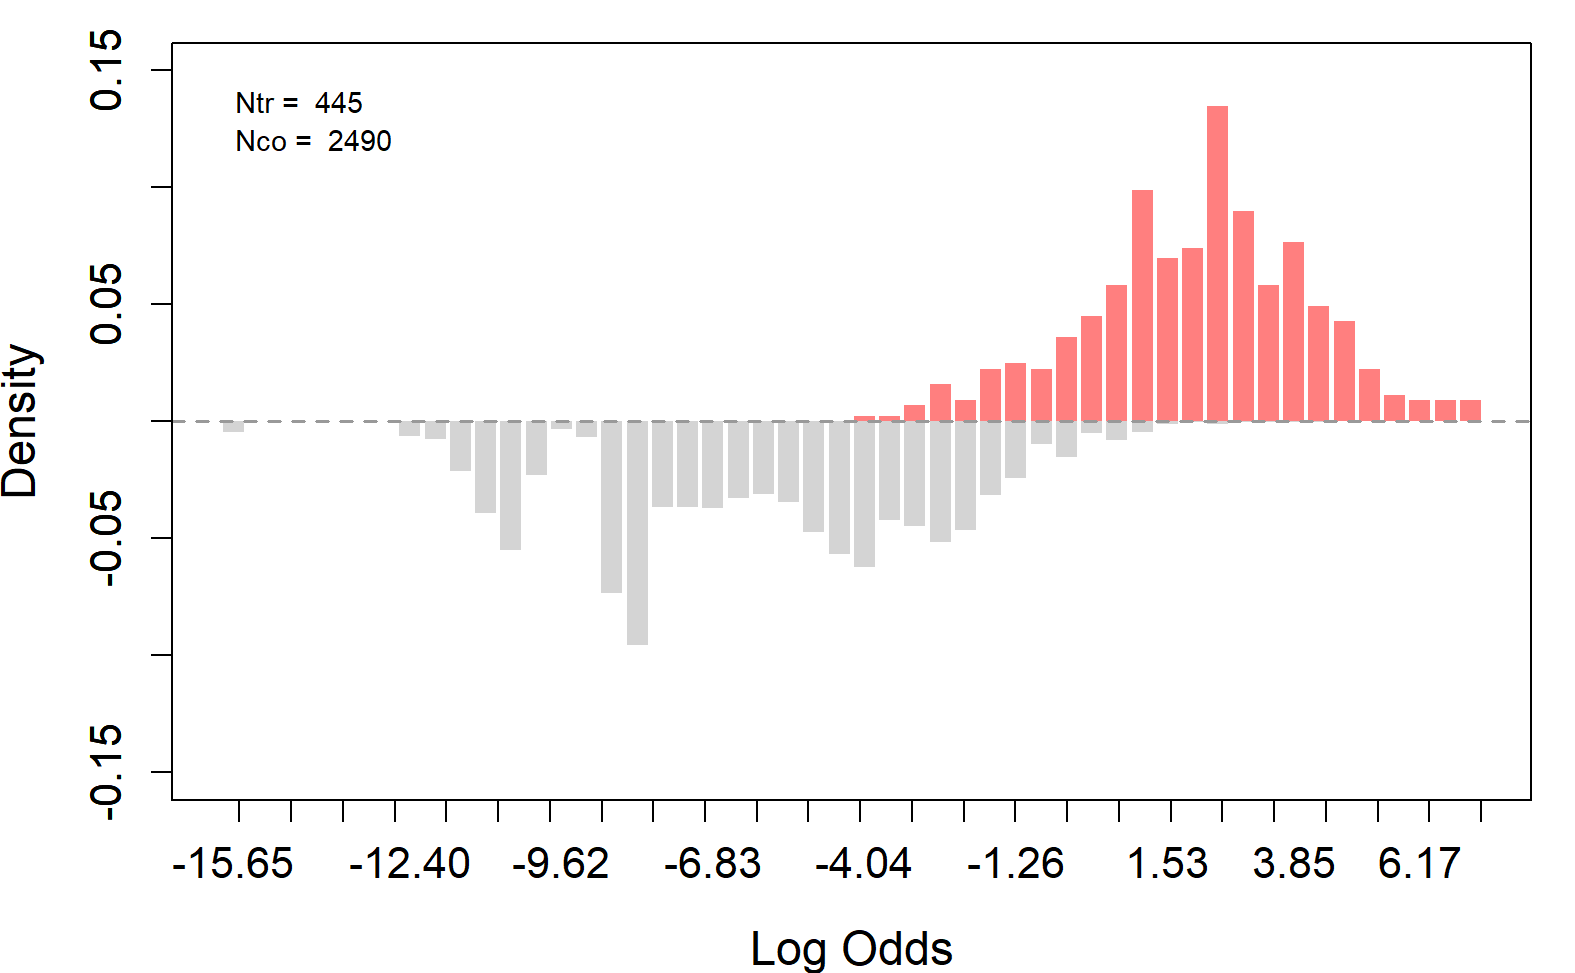 Ntr =  445
Nco =  2490
0.15
0.05
-0.05
-0.15
Density
-15.65 -12.40 -9.62 -6.83 -4.04 -1.26 1.53 3.85 6.17
Log Odds